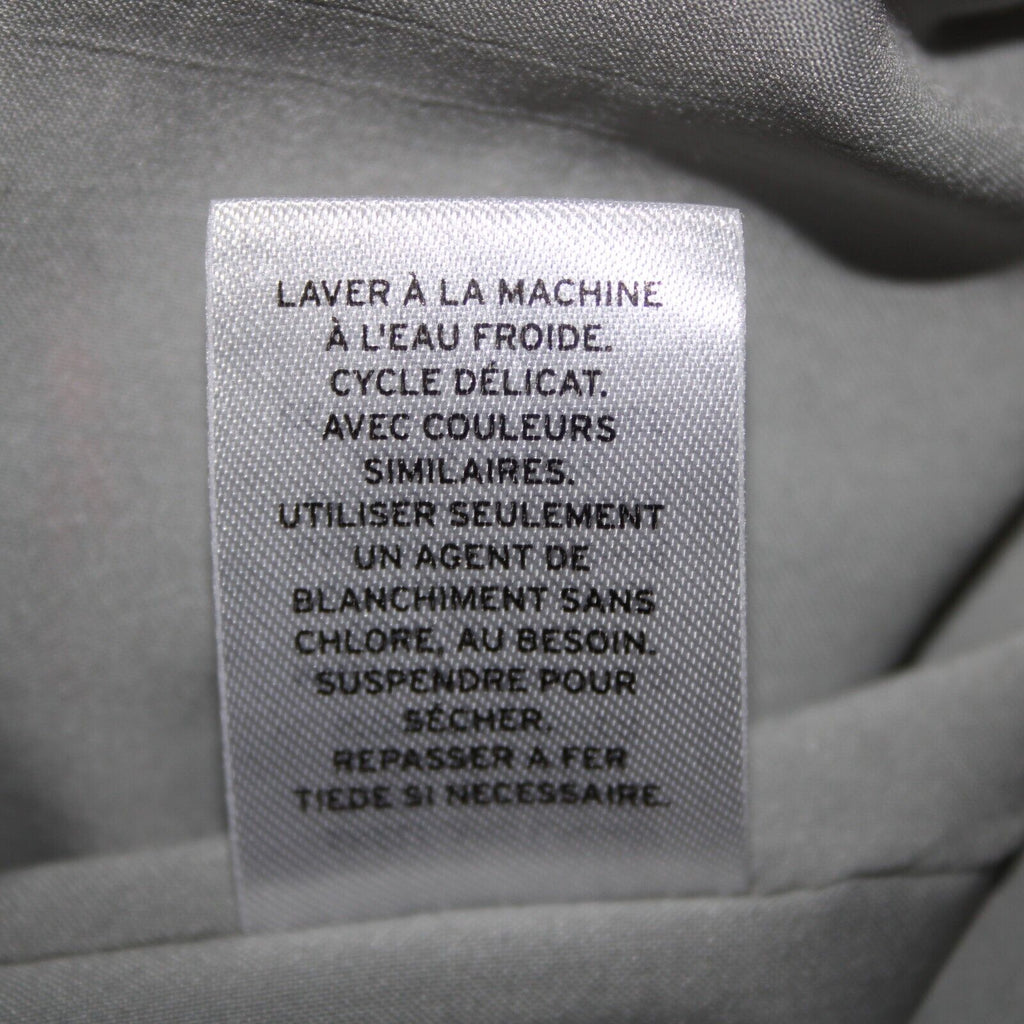 LAVER À LA MACHINE
À L'EAU FROIDE.
CYCLE DÉLICAT.
AVEC COULEURS
SIMILAIRES.
UTILISER SEULEMENT
UN AGENT DE
BLANCHIMENT SANS
CHLORE, AU BESOIN.
SUSPENDRE POUR
SÉCHER.
REPASSER A FER
TIEDE SI NECESSAIRE.